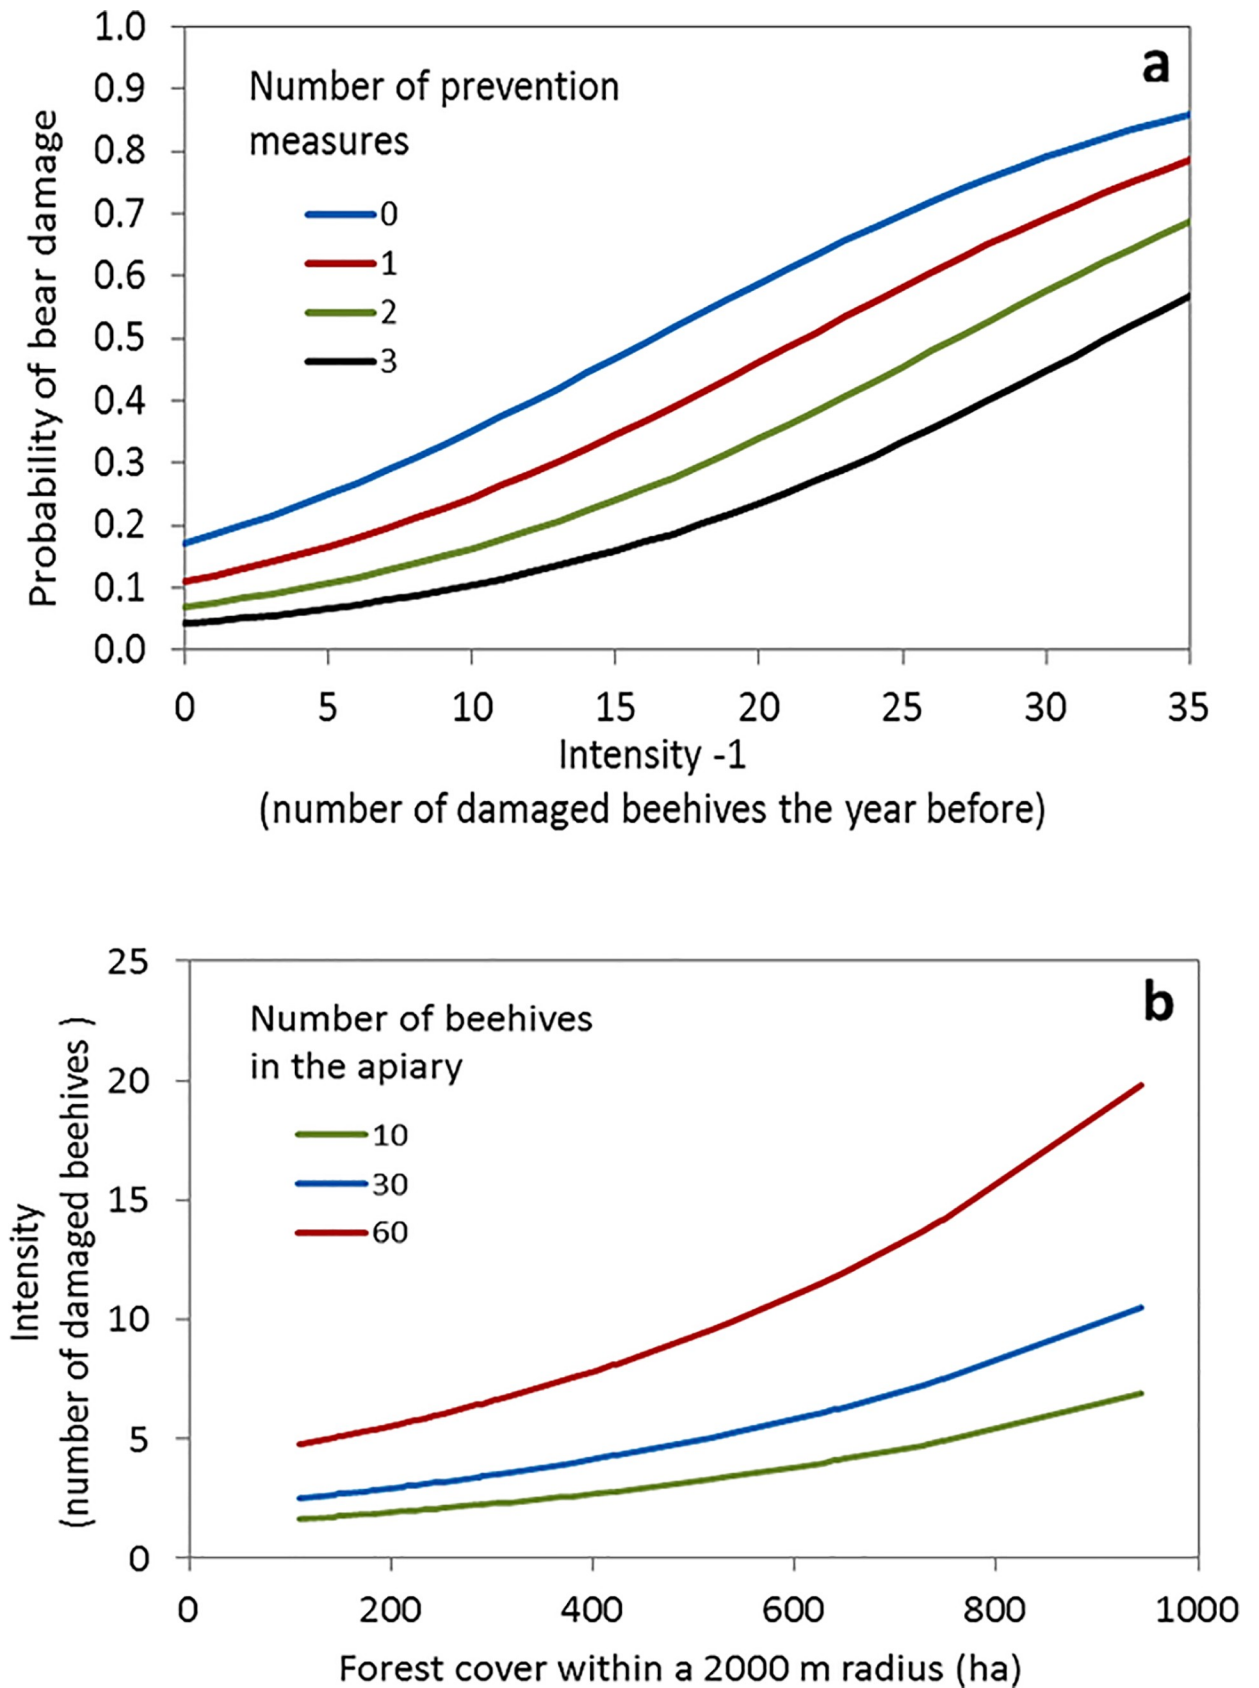 a
Number of prevention
measures
0
1
2
3
Probability of bear damage
1.0
0.9
0.8
0.7
0.6
0.5
0.4
0.3
0.2
0.1
0.0
0 5 10 15 20 25 30 35
Intensity -1
(number of damaged beehives the year before)
b
Number of beehives
in the apiary
10
30
60
Intensity
(number of damaged beehives )
25
20
15
10
5
0
0 200 400 600 800 1000
Forest cover within a 2000 m radius (ha)